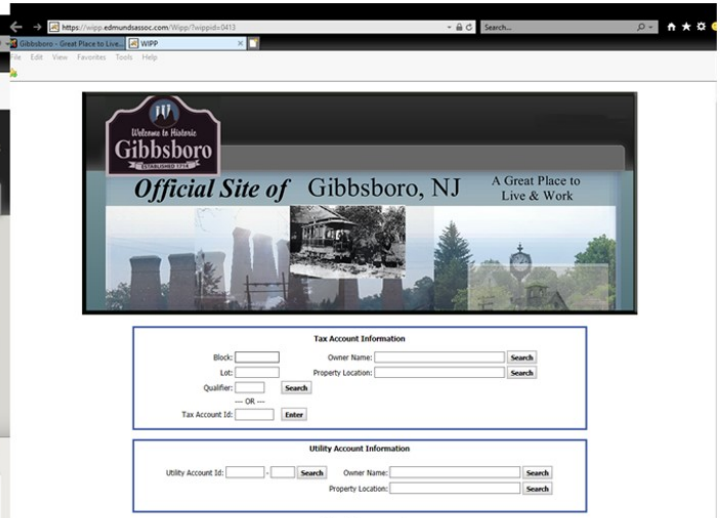 https://wipp.edmundsassoc.com/Wipp/?wippid=0413
Search...
Gibbsboro - Great Place to Live...
WIPP
File Edit View Favorites Tools Help
Welcome to Historic
Gibbsboro
Official Site of Gibbsboro, NJ
A Great Place to
Live & Work
Tax Account Information
Block: Owner Name: Search
Lot: Property Location: Search
Qualifier: Search
--- OR ---
Tax Account Id: Enter
Utility Account Information
Utility Account Id: - Search Owner Name: Search
Property Location: Search